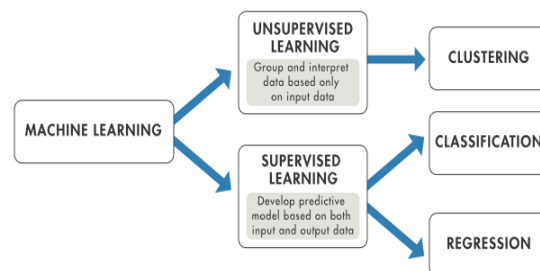 MACHINE LEARNING
UNSUPERVISED
LEARNING
Group and interpret
data based only
on input data
CLUSTERING
SUPERVISED
LEARNING
Develop predictive
model based on both
input and output data
CLASSIFICATION
REGRESSION